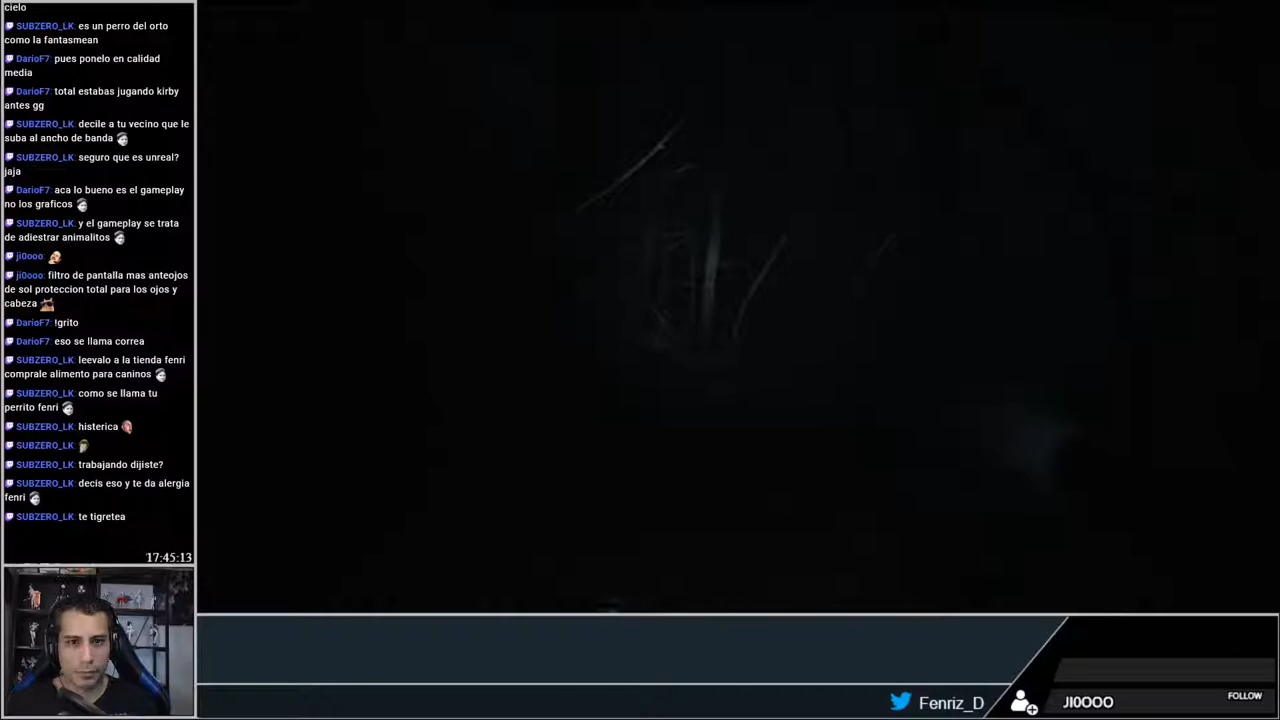 cielo
SUBZERO_LK: es un perro del orto
como la fantasmean
DarioF7: pues ponelo en calidad
media
DarioF7: total estabas jugando kirby
antes gg
SUBZERO_LK: decile a tu vecino que le
suba al ancho de banda
SUBZERO_LK: seguro que es unreal?
jaja
DarioF7: aca lo bueno es el gameplay
no los graficos
SUBZERO_LK: y el gameplay se trata
de adiestrar animalitos
ji0ooo:
ji0ooo: filtro de pantalla mas anteojos
de sol proteccion total para los ojos y
cabeza
DarioF7: !grito
DarioF7: eso se llama correa
SUBZERO_LK: leevalo a la tienda fenri
comprale alimento para caninos
SUBZERO_LK: como se llama tu
perrito fenri
SUBZERO_LK: histerica
SUBZERO_LK:
SUBZERO_LK: trabajando dijiste?
SUBZERO_LK: decis eso y te da alergia
fenri
SUBZERO_LK: te tigretea
17:45:13
Fenriz_D
JI0OOO
FOLLOW